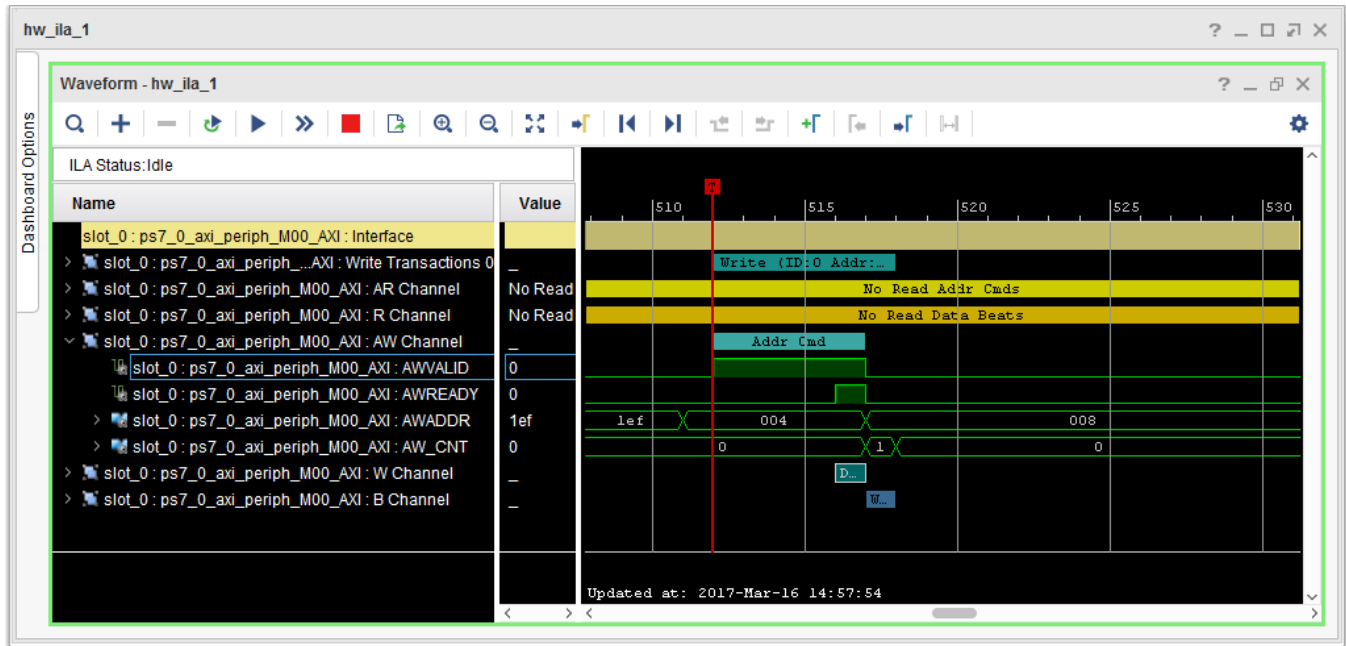 hw_ila_1
Dashboard Options
Waveform - hw_ila_1
ILA Status:Idle
Name Value
T
510 515 520 525 530
slot_0 : ps7_0_axi_periph_M00_AXI : Interface
slot_0 : ps7_0_axi_periph_...AXI : Write Transactions 0 _ Write (ID:0 Addr:...
slot_0 : ps7_0_axi_periph_M00_AXI : AR Channel No Read No Read Addr Cmds
slot_0 : ps7_0_axi_periph_M00_AXI : R Channel No Read No Read Data Beats
slot_0 : ps7_0_axi_periph_M00_AXI : AW Channel _ Addr Cmd
slot_0 : ps7_0_axi_periph_M00_AXI : AWVALID 0
slot_0 : ps7_0_axi_periph_M00_AXI : AWREADY 0
slot_0 : ps7_0_axi_periph_M00_AXI : AWADDR 1ef 1ef 004 008
slot_0 : ps7_0_axi_periph_M00_AXI : AW_CNT 0 0 1 0
slot_0 : ps7_0_axi_periph_M00_AXI : W Channel _ D...
slot_0 : ps7_0_axi_periph_M00_AXI : B Channel _ W...
Updated at: 2017-Mar-16 14:57:54